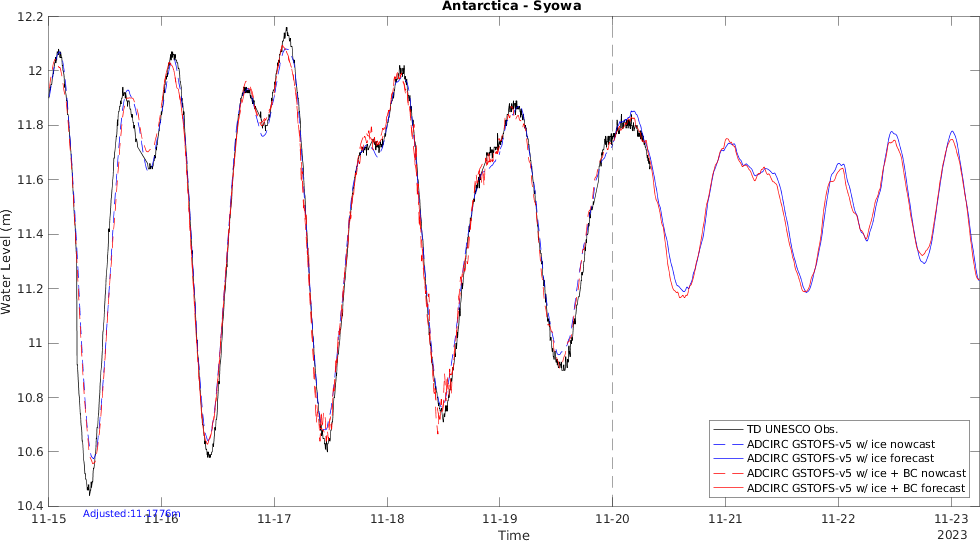 Antarctica - Syowa
Water Level (m)
12.2
12
11.8
11.6
11.4
11.2
11
10.8
10.6
10.4
TD UNESCO Obs.
ADCIRC GSTOFS-v5 w/ ice nowcast
ADCIRC GSTOFS-v5 w/ ice forecast
ADCIRC GSTOFS-v5 w/ ice + BC nowcast
ADCIRC GSTOFS-v5 w/ ice + BC forecast
Adjusted:11.1776m
11-15 11-16 11-17 11-18 11-19 11-20 11-21 11-22 11-23
Time
2023